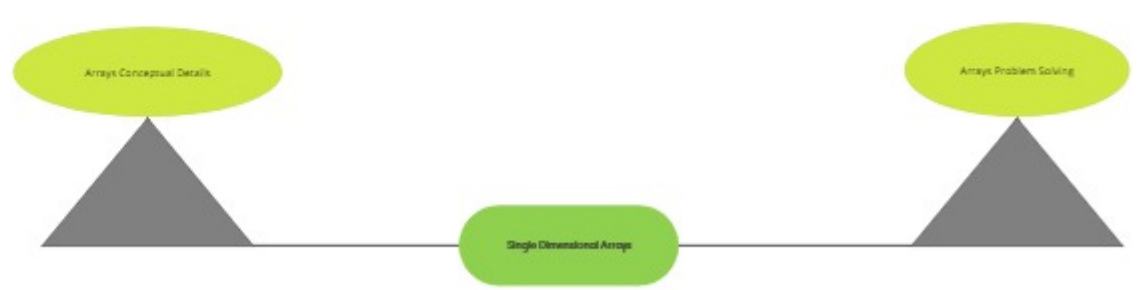 Arrays Conceptual Details
Arrays Problem Solving
Single Dimensional Arrays